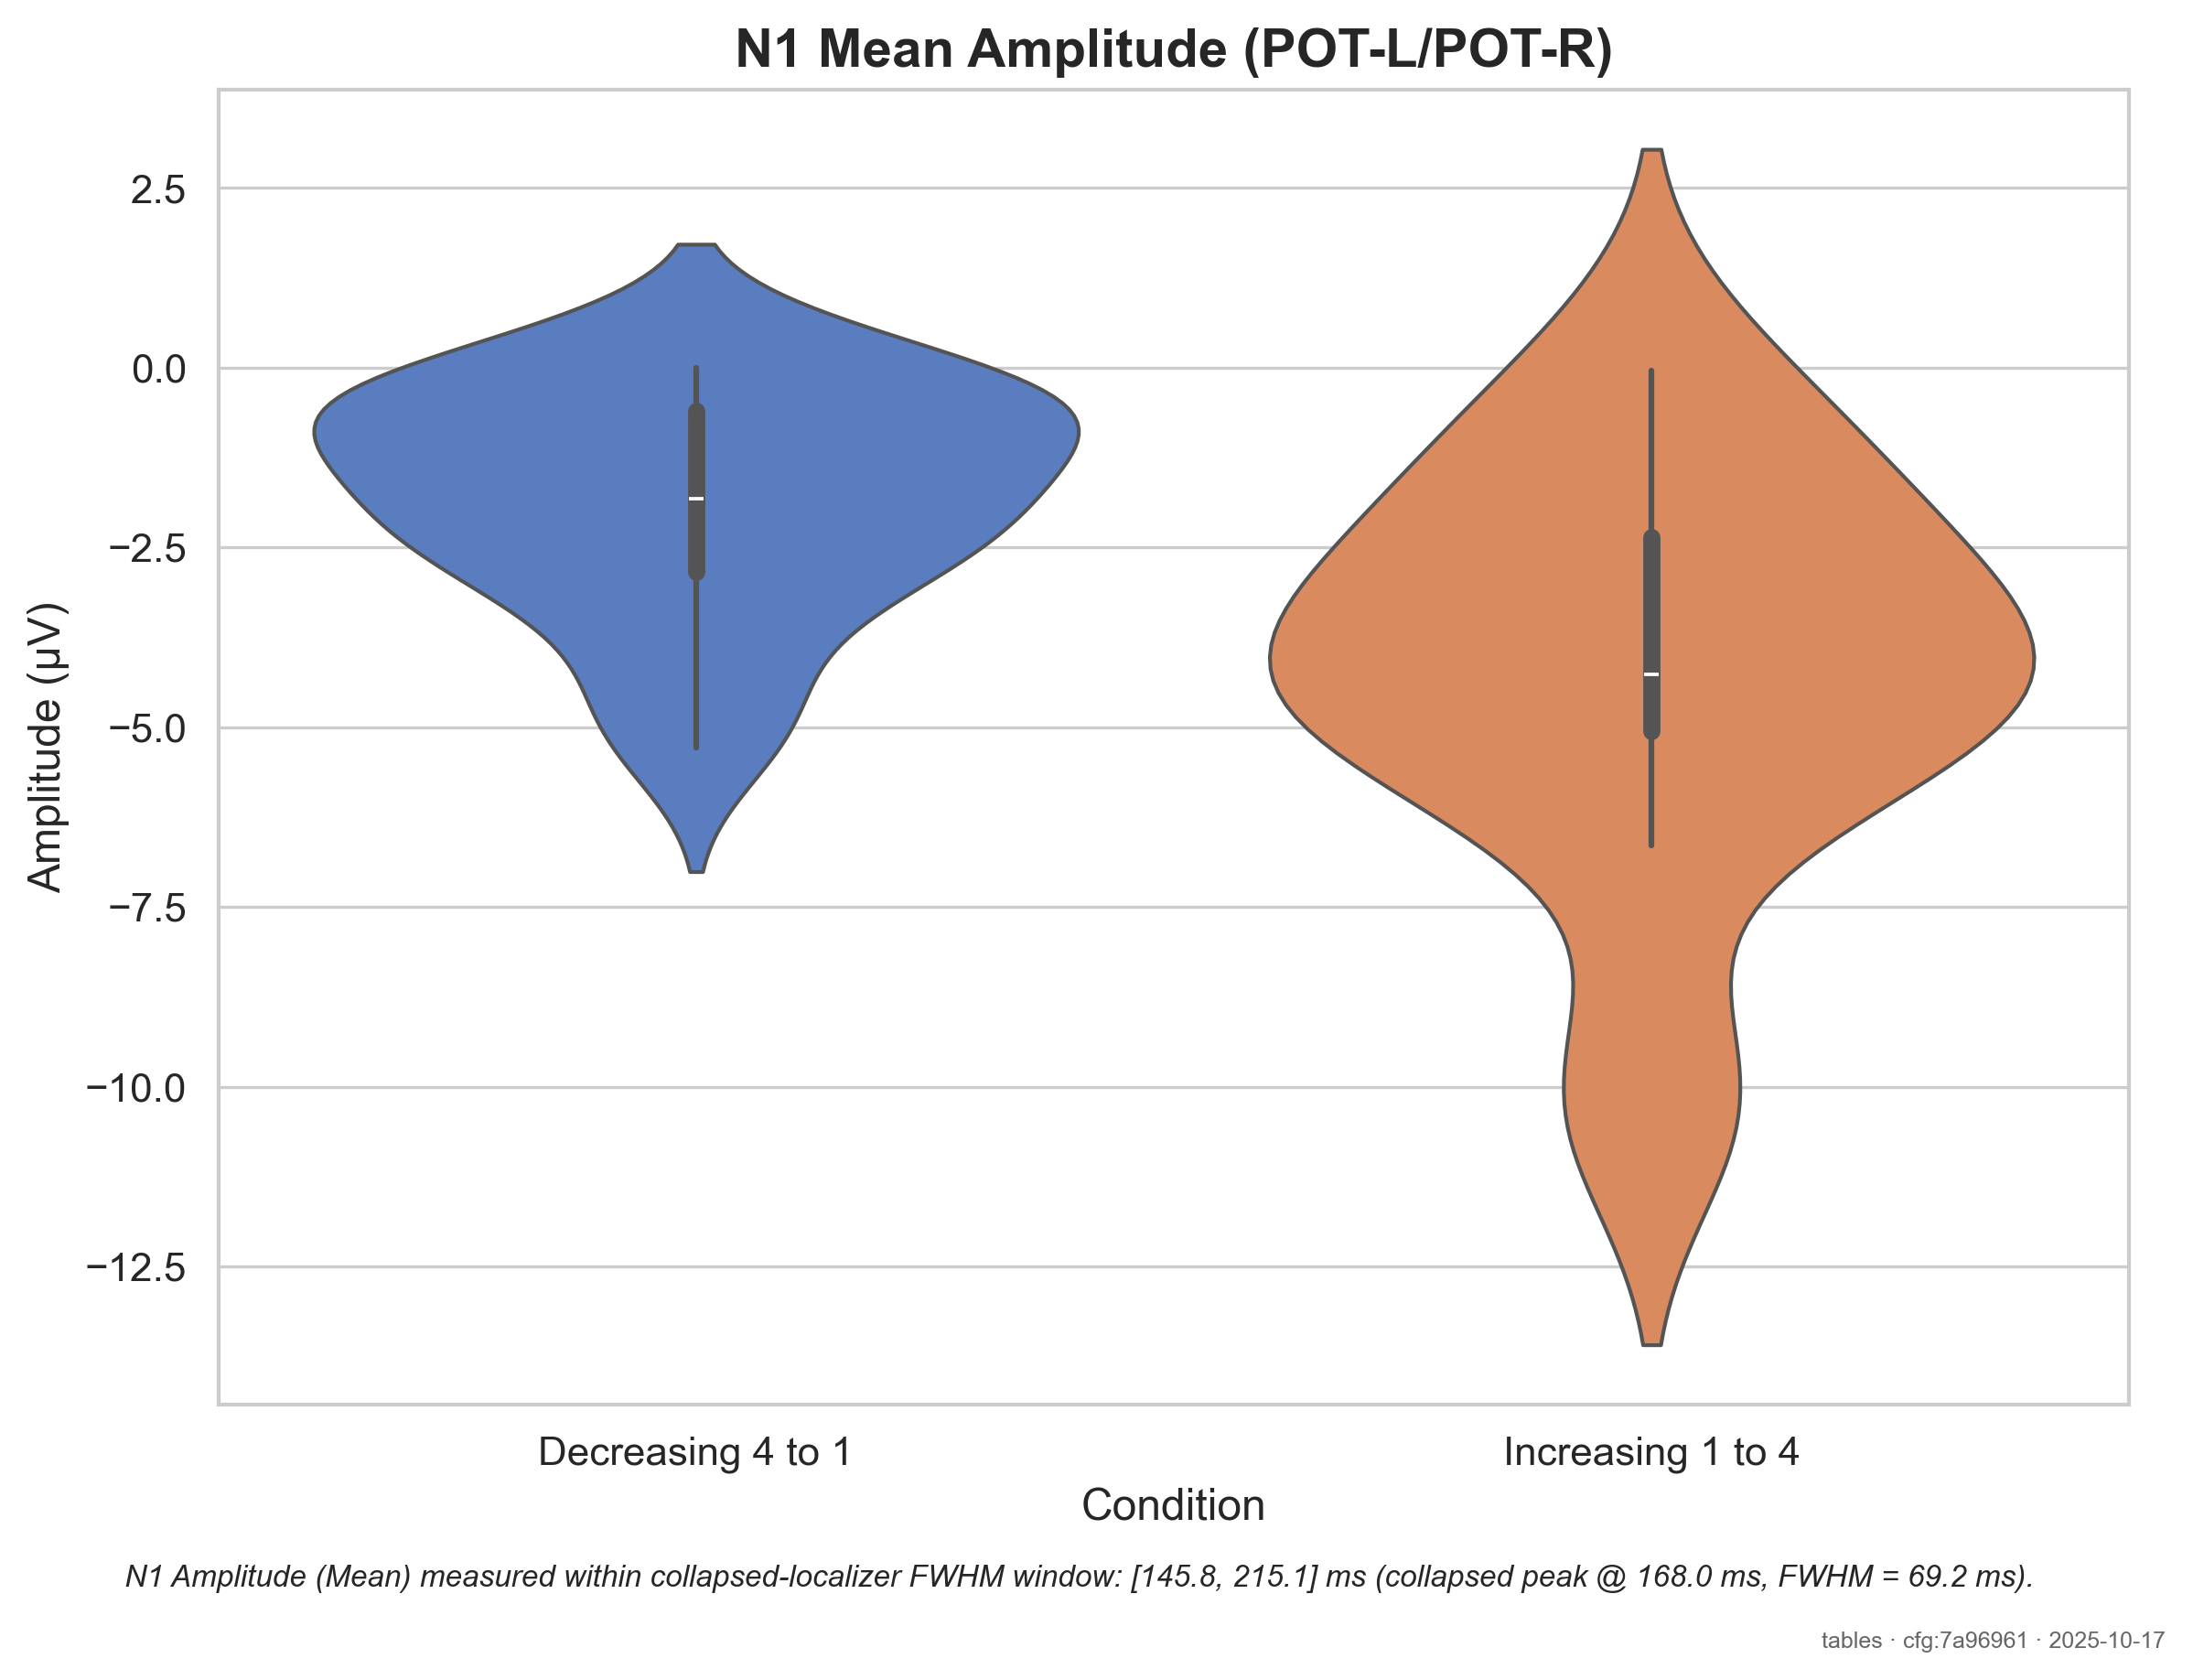 N1 Mean Amplitude (POT-L/POT-R)
2.5
0.0
−2.5
−5.0
−7.5
−10.0
−12.5
Amplitude (µV)
Decreasing 4 to 1
Increasing 1 to 4
Condition
N1 Amplitude (Mean) measured within collapsed-localizer FWHM window: [145.8, 215.1] ms (collapsed peak @ 168.0 ms, FWHM = 69.2 ms).
tables · cfg:7a96961 · 2025-10-17